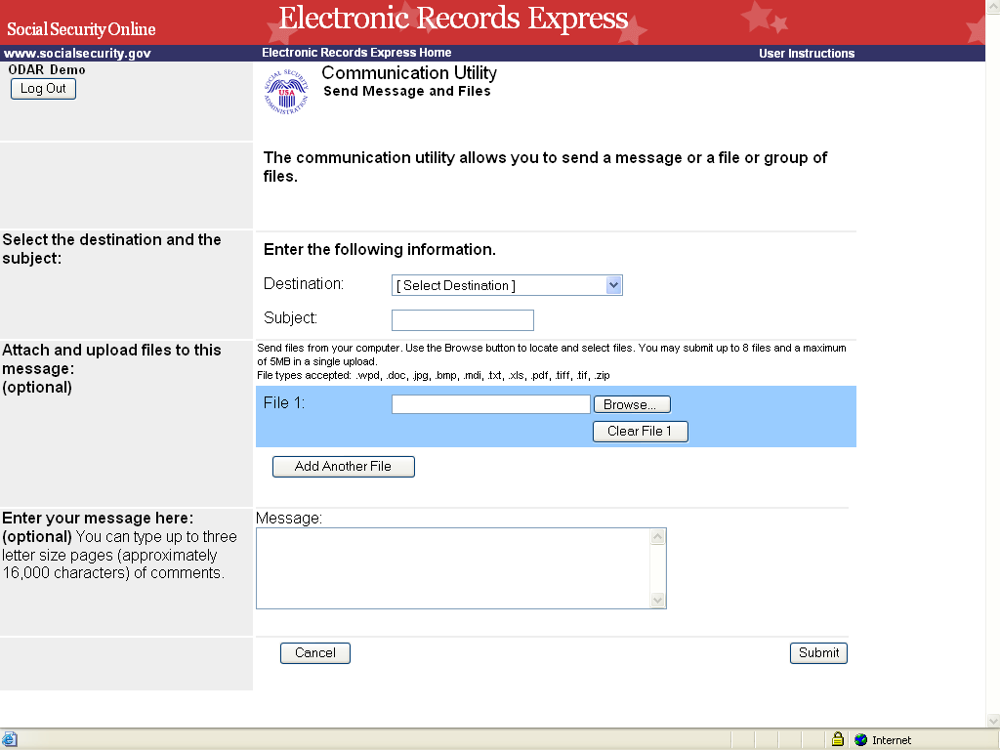 Social Security Online
Electronic Records Express
www.socialsecurity.gov
Electronic Records Express Home
User Instructions
ODAR Demo
Log Out
SOCIAL SECURITY ADMINISTRATION
USA
Communication Utility
Send Message and Files
The communication utility allows you to send a message or a file or group of
files.
Select the destination and the
subject:
Enter the following information.
Destination:
[ Select Destination ]
Subject:
Attach and upload files to this
message:
(optional)
Send files from your computer. Use the Browse button to locate and select files. You may submit up to 8 files and a maximum
of 5MB in a single upload.
File types accepted: .wpd, .doc, .jpg, .bmp, .mdi, .txt, .xls, .pdf, .tiff, .tif, .zip
File 1:
Browse...
Clear File 1
Add Another File
Enter your message here:
(optional) You can type up to three
letter size pages (approximately
16,000 characters) of comments.
Message:
Cancel
Submit
Internet